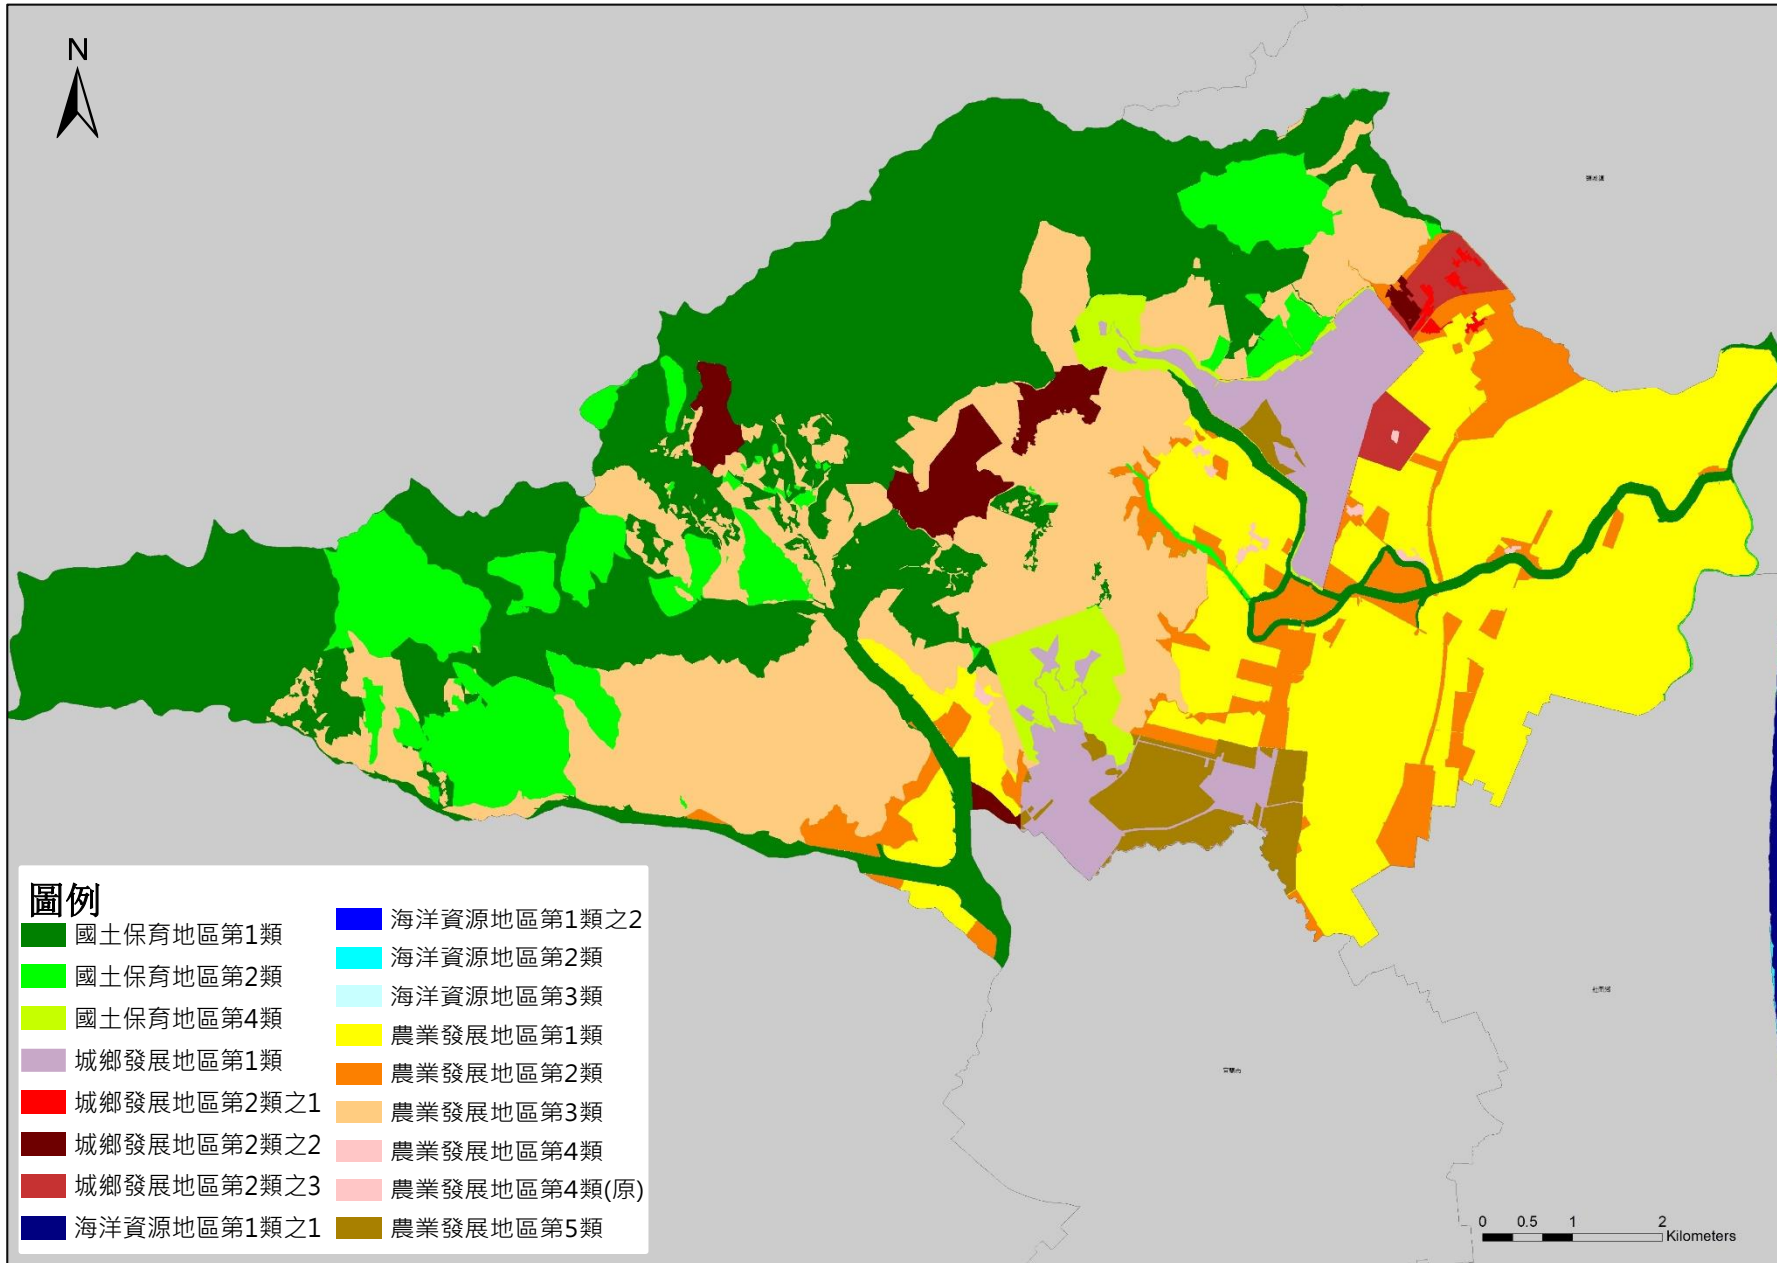 N
礁溪鄉
壯圍鄉
宜蘭市
圖例
國土保育地區第1類
國土保育地區第2類
國土保育地區第4類
城鄉發展地區第1類
城鄉發展地區第2類之1
城鄉發展地區第2類之2
城鄉發展地區第2類之3
海洋資源地區第1類之1
海洋資源地區第1類之2
海洋資源地區第2類
海洋資源地區第3類
農業發展地區第1類
農業發展地區第2類
農業發展地區第3類
農業發展地區第4類
農業發展地區第4類(原)
農業發展地區第5類
0 0.5 1 2
Kilometers